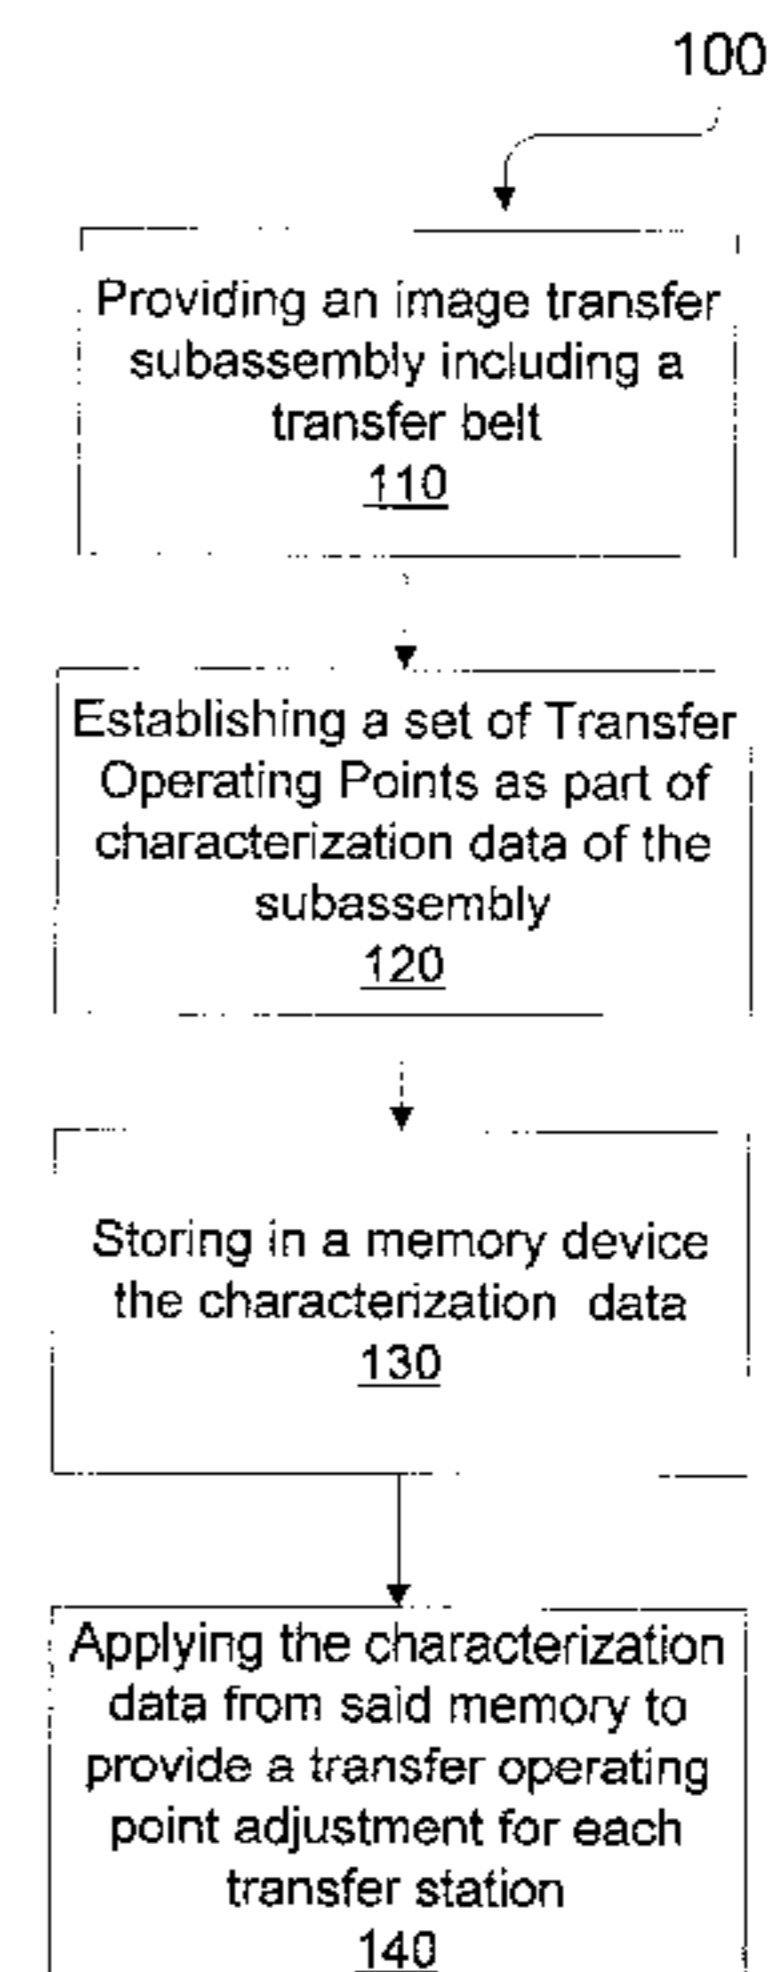 100
Providing an image transfer
subassembly including a
transfer belt
110
Establishing a set of Transfer
Operating Points as part of
characterization data of the
subassembly
120
Storing in a memory device
the characterization data
130
Applying the characterization
data from said memory to
provide a transfer operating
point adjustment for each
transfer station
140